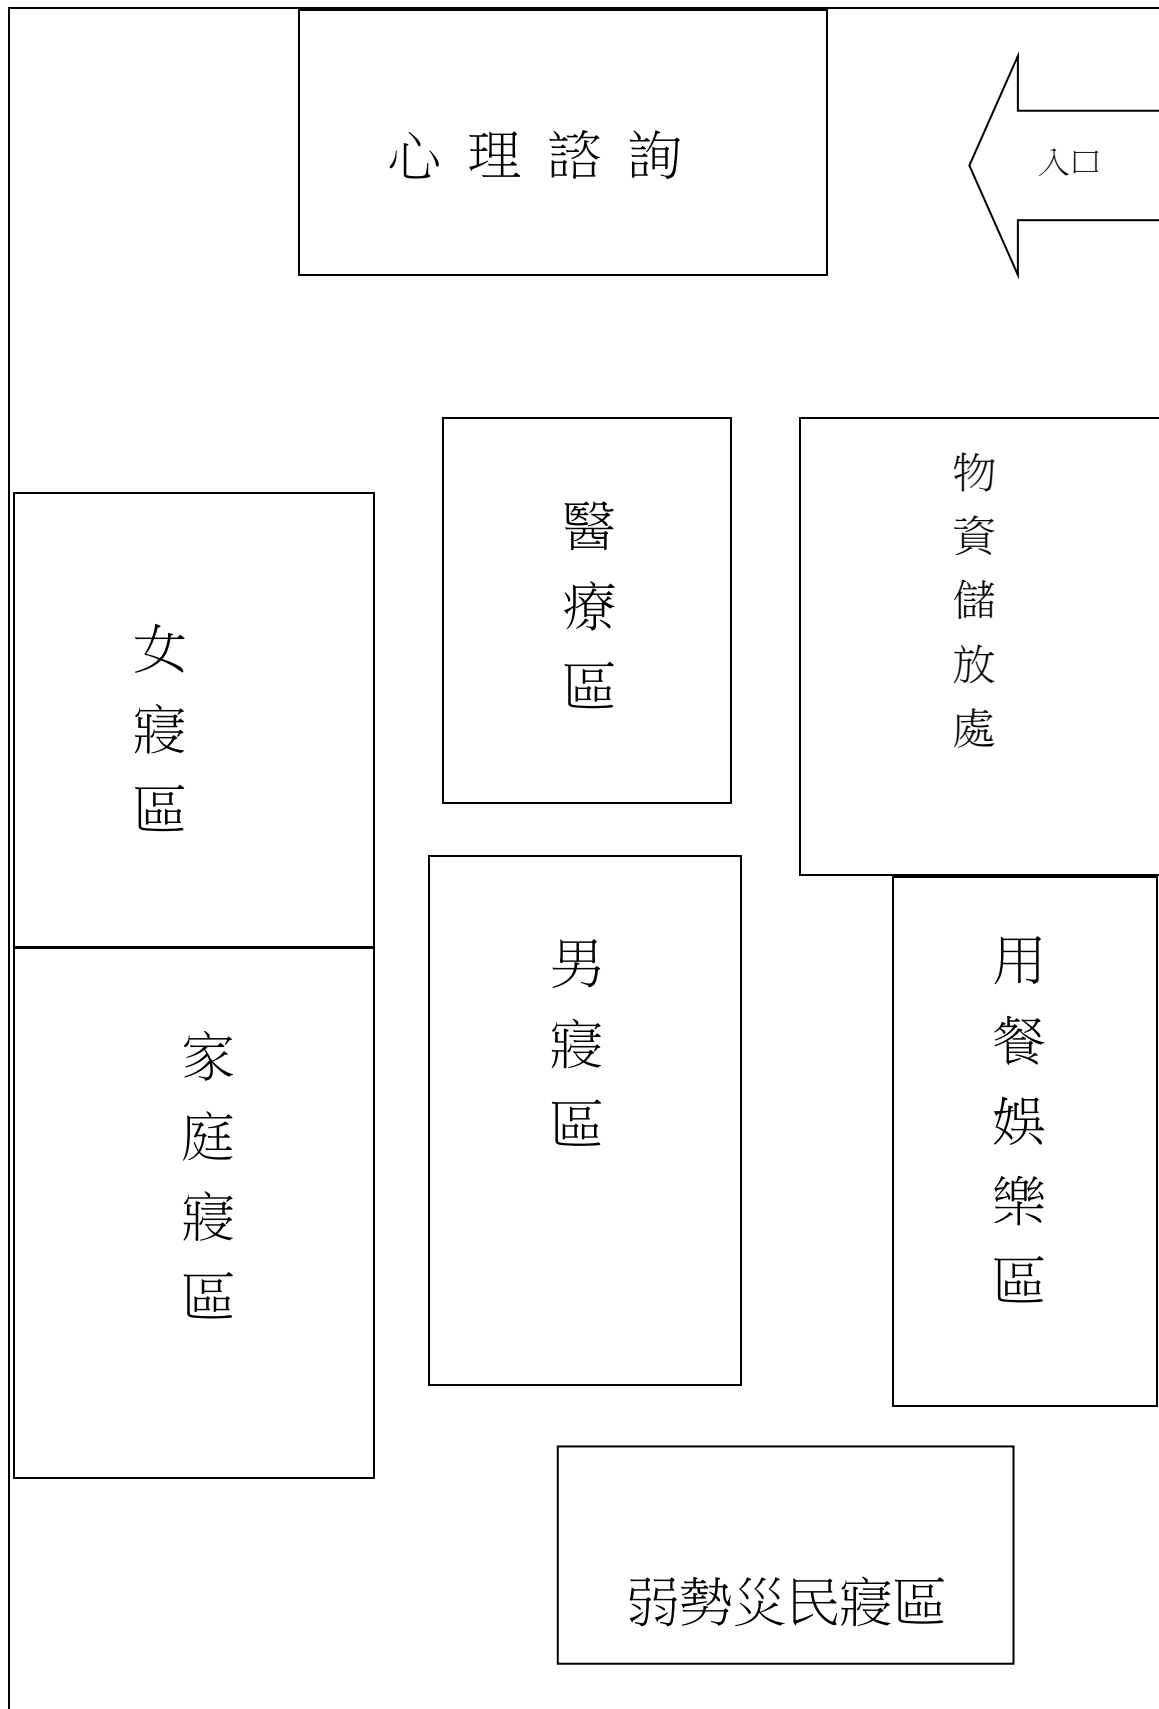 心理諮詢
入口
物資儲放處
醫療區
女寢區
男寢區
用餐娛樂區
家庭寢區
弱勢災民寢區